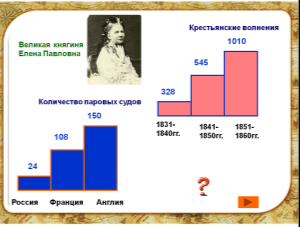 Крестьянские волнения
Великая княгиня
Елена Павловна
1010
545
328
Количество паровых судов
150
108
24
1831-
1840гг.
1841-
1850гг.
1851-
1860гг.
Россия Франция Англия
?